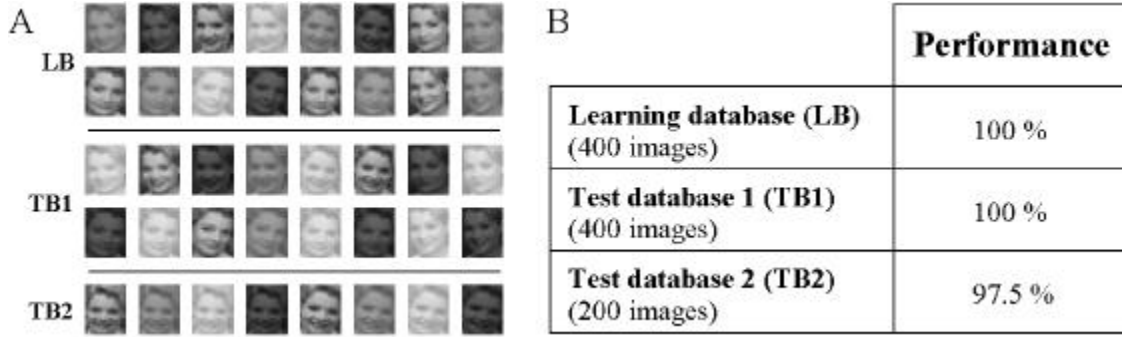 A
LB
TB1
TB2
B
Performance
Learning database (LB)
(400 images)
100 %
Test database 1 (TB1)
(400 images)
100 %
Test database 2 (TB2)
(200 images)
97.5 %